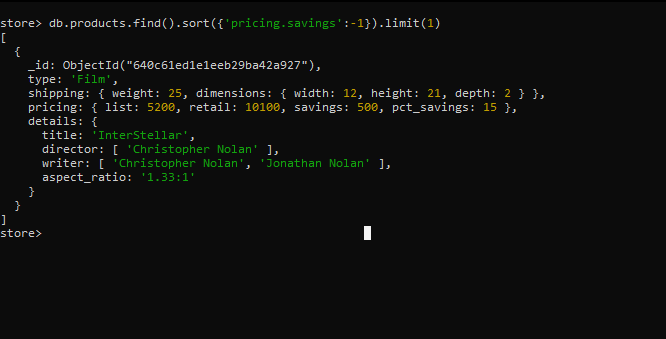 store> db.products.find().sort({'pricing.savings':-1}).limit(1)
[
  {
    _id: ObjectId("640c61ed1e1eeb29ba42a927"),
    type: 'Film',
    shipping: { weight: 25, dimensions: { width: 12, height: 21, depth: 2 } },
    pricing: { list: 5200, retail: 10100, savings: 500, pct_savings: 15 },
    details: {
      title: 'InterStellar',
      director: [ 'Christopher Nolan' ],
      writer: [ 'Christopher Nolan', 'Jonathan Nolan' ],
      aspect_ratio: '1.33:1'
    }
  }
]
store>